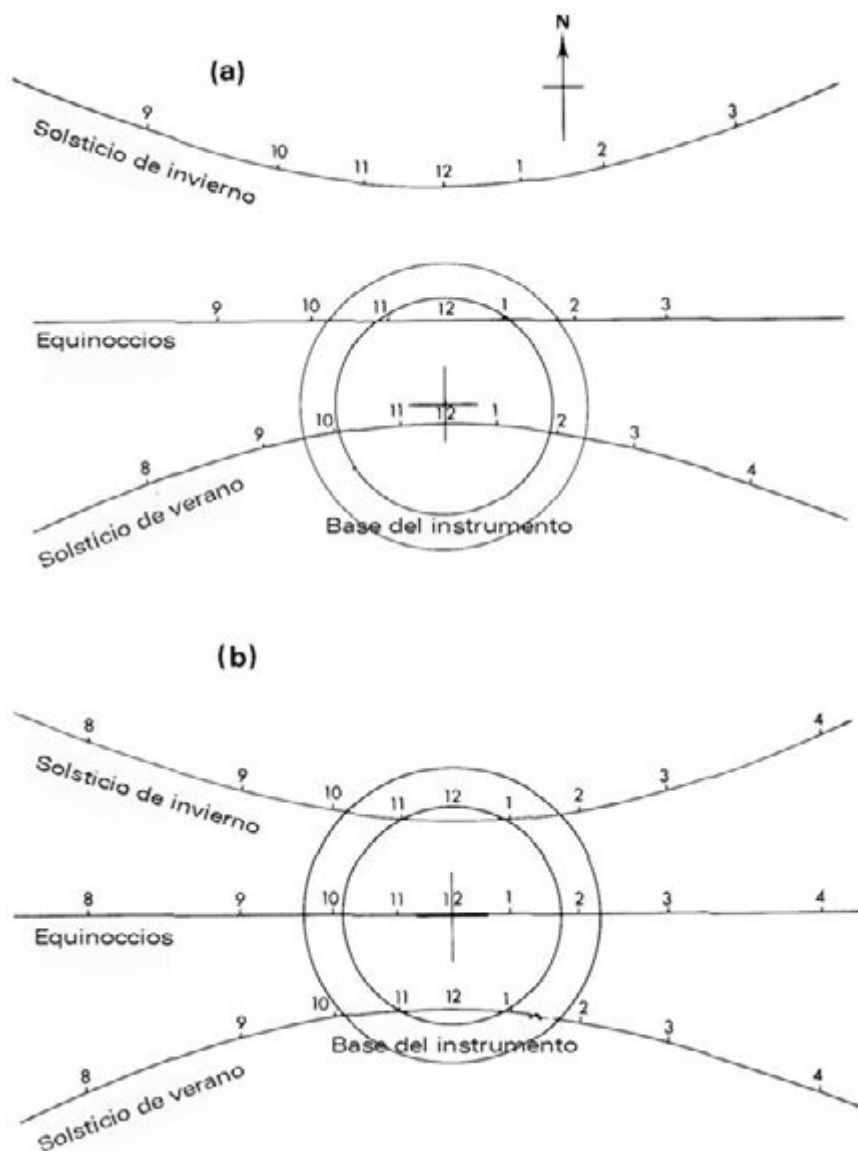 N
(a)
9 10 11 12 1 2 3
Solsticio de invierno
9 10 11 12 1 2 3
Equinoccios
8 9 10 11 12 1 2 3 4
Solsticio de verano
Base del instrumento
(b)
8 9 10 11 12 1 2 3 4
Solsticio de invierno
8 9 10 11 12 1 2 3 4
Equinoccios
8 9 10 11 12 1 2 3 4
Base del instrumento
Solsticio de verano